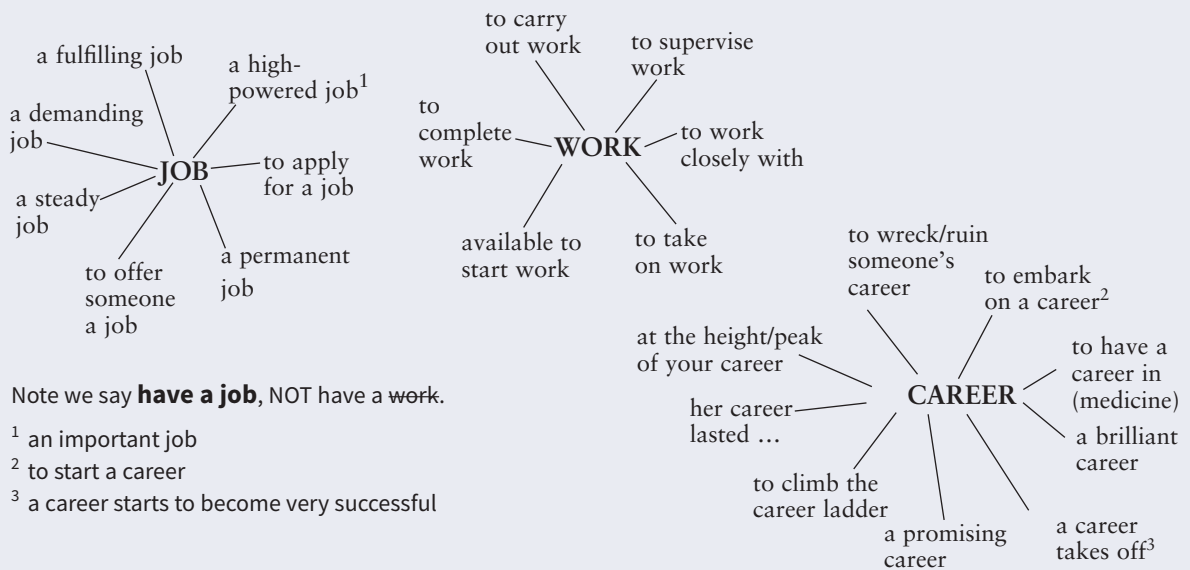 a fulfilling job
a high-
powered job1
a demanding
job
JOB
to apply
for a job
a steady
job
to offer
someone
a job
a permanent
job
to carry
out work
to supervise
work
to
complete
work
WORK
to work
closely with
available to
start work
to take
on work
to wreck/ruin
someone's
career
to embark
on a career2
at the height/peak
of your career
to have a
career in
(medicine)
CAREER
her career
lasted …
a brilliant
career
to climb the
career ladder
a promising
career
a career
takes off3
Note we say have a job, NOT have a work.
1 an important job
2 to start a career
3 a career starts to become very successful